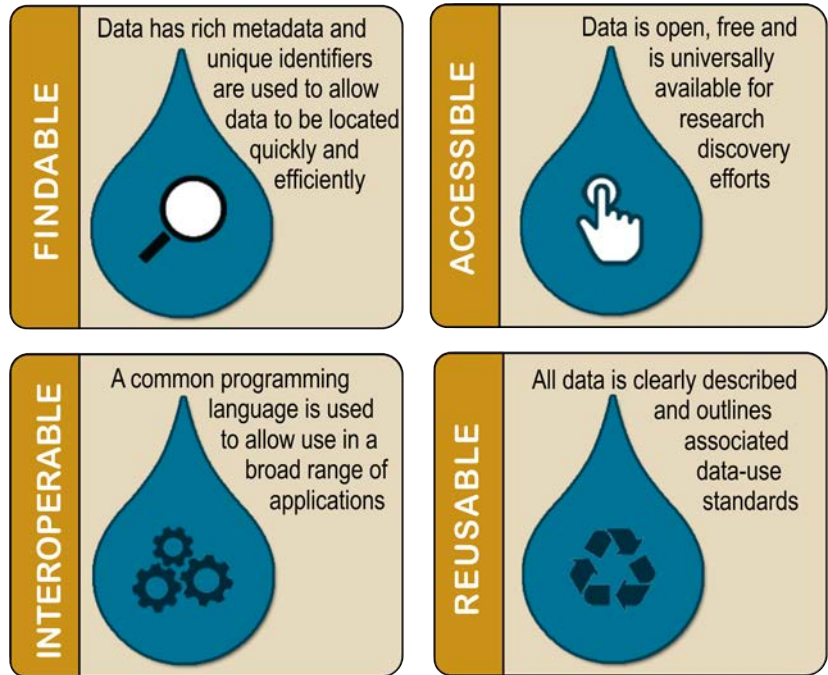 FINDABLE
Data has rich metadata and
unique identifiers
are used to allow
data to be located
quickly and
efficiently
ACCESSIBLE
Data is open, free and
is universally
available for
research
discovery
efforts
INTEROPERABLE
A common programming
language is used
to allow use in a
broad range of
applications
REUSABLE
All data is clearly described
and outlines
associated
data-use
standards